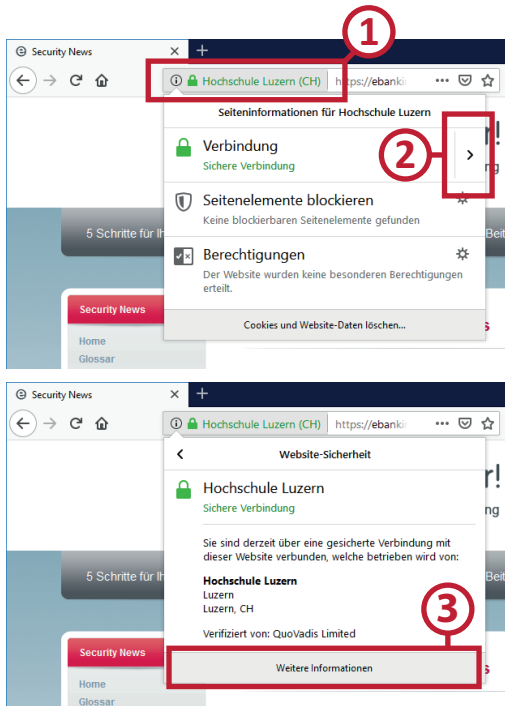 1
Security News
Hochschule Luzern (CH) https://ebanki
Seiteninformationen für Hochschule Luzern
Verbindung
Sichere Verbindung
2
Seitenelemente blockieren
Keine blockierbaren Seitenelemente gefunden
5 Schritte für Ih
Beit
Berechtigungen
Der Website wurden keine besonderen Berechtigungen
erteilt.
Security News
Cookies und Website-Daten löschen...
Home
Glossar
Security News
Hochschule Luzern (CH) https://ebanki
Website-Sicherheit
r!
Hochschule Luzern
Sichere Verbindung
ng
Sie sind derzeit über eine gesicherte Verbindung mit
dieser Website verbunden, welche betrieben wird von:
5 Schritte für Ih
Beit
Hochschule Luzern
Luzern
Luzern, CH
3
Verifiziert von: QuoVadis Limited
Security News
Weitere Informationen
s
Home
Glossar